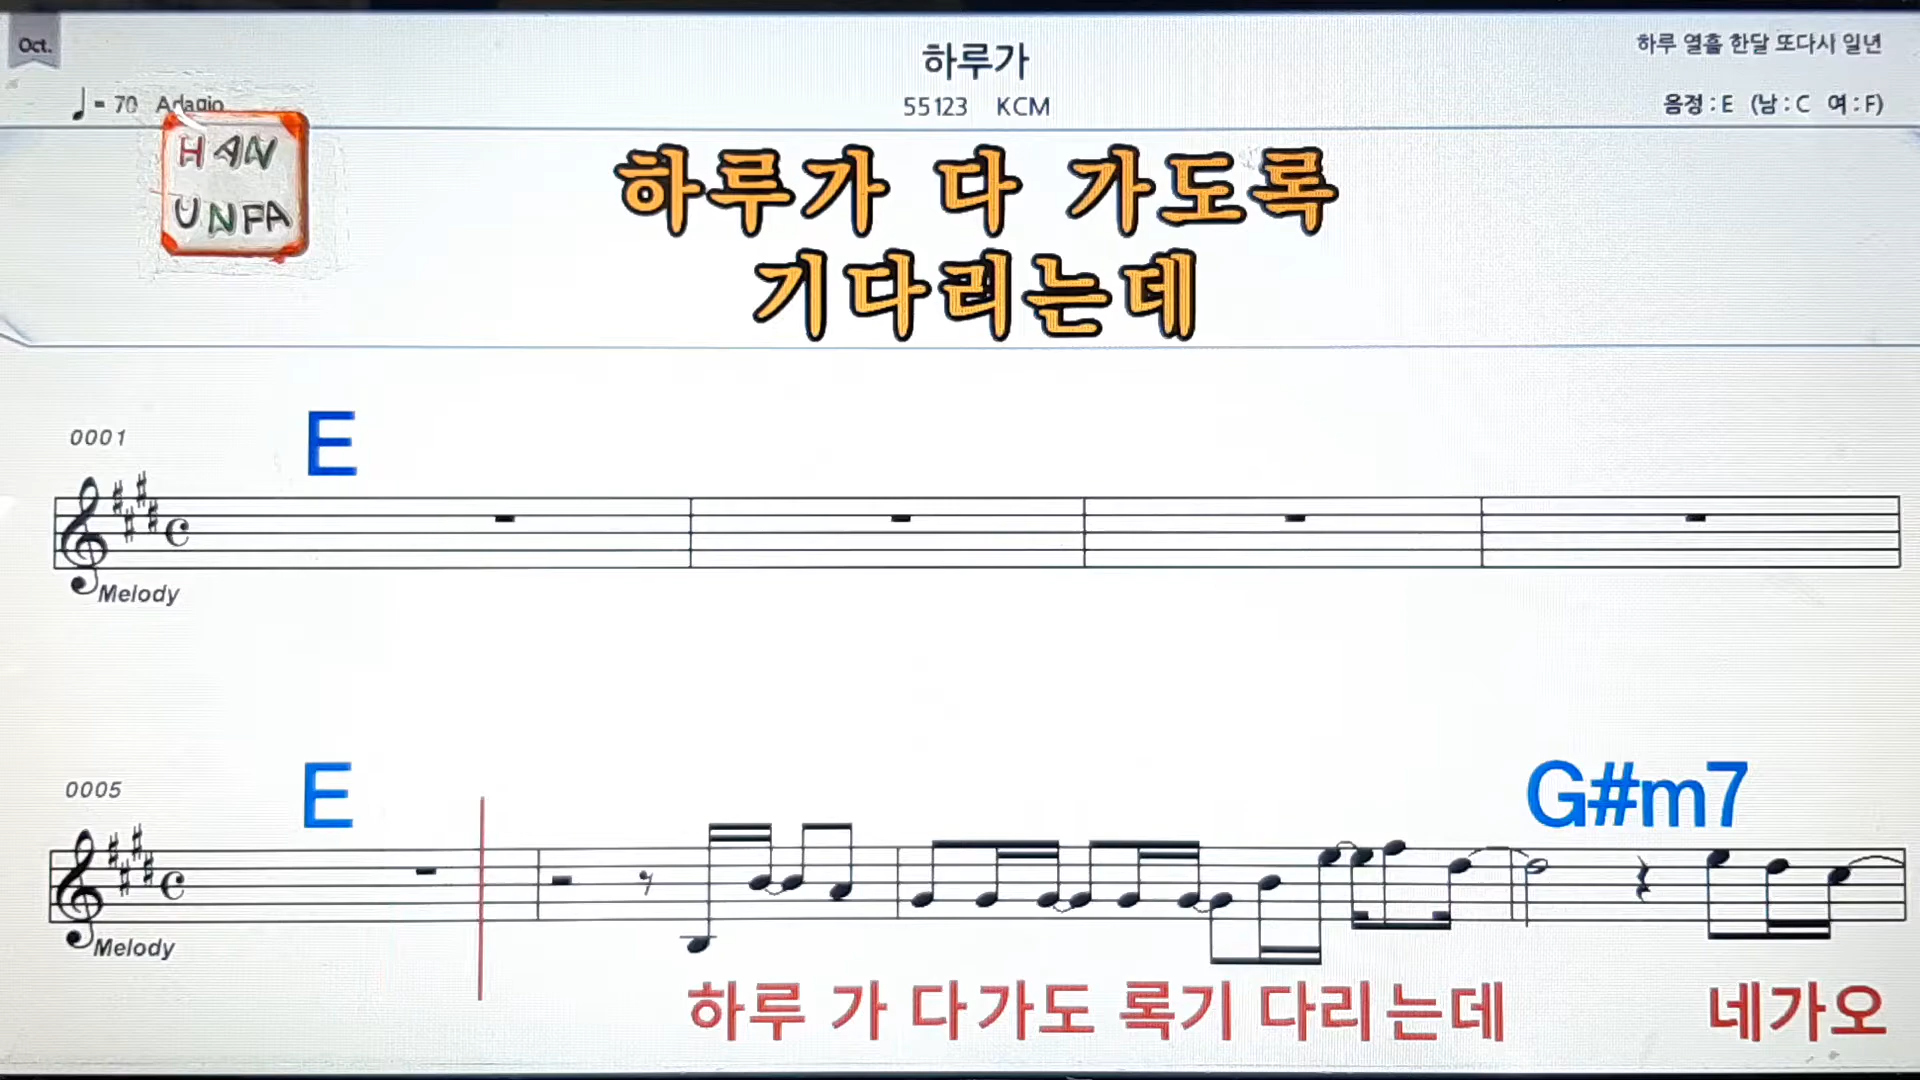 Oct.
하루가
하루 열흘 한달 또다시 일년
♩ = 70 Adagio
55123 KCM
음정 : E (남 : C 여 : F)
HAN
UNFA
하루가 다 가도록
기다리는데
0001
E
Melody
0005
E
G#m7
Melody
하루 가 다가도 록기 다리는데 네가오